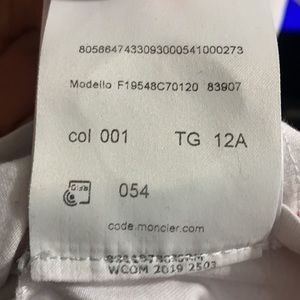 8058647433093000541000273
Modello F19548C70120 83907
col 001 TG 12A
054
code.moncler.com
WCOM 2019 2503